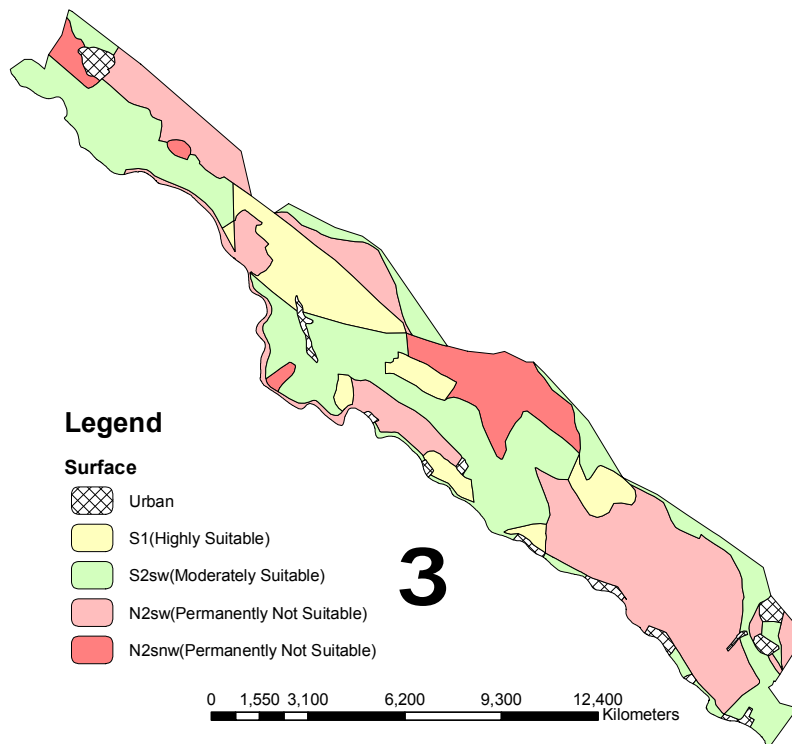 Legend
Surface
Urban
S1(Highly Suitable)
S2sw(Moderately Suitable)
N2sw(Permanently Not Suitable)
N2snw(Permanently Not Suitable)
3
0 1,550 3,100 6,200 9,300 12,400
Kilometers